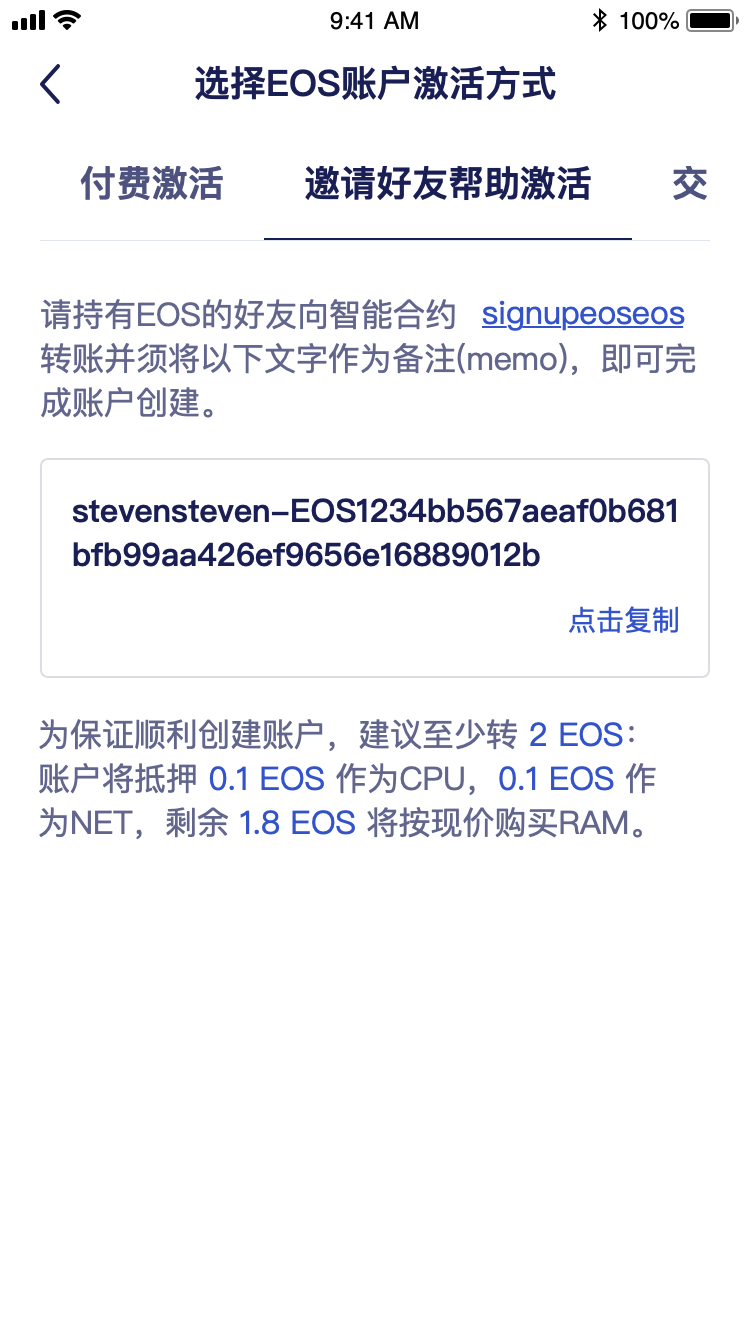 9:41 AM
100%
选择EOS账户激活方式
付费激活
邀请好友帮助激活
交
请持有EOS的好友向智能合约 signupeoseos
转账并须将以下文字作为备注(memo)，即可完
成账户创建。
stevensteven–EOS1234bb567aeaf0b681
bfb99aa426ef9656e16889012b
点击复制
为保证顺利创建账户，建议至少转 2 EOS：
账户将抵押 0.1 EOS 作为CPU，0.1 EOS 作
为NET，剩余 1.8 EOS 将按现价购买RAM。